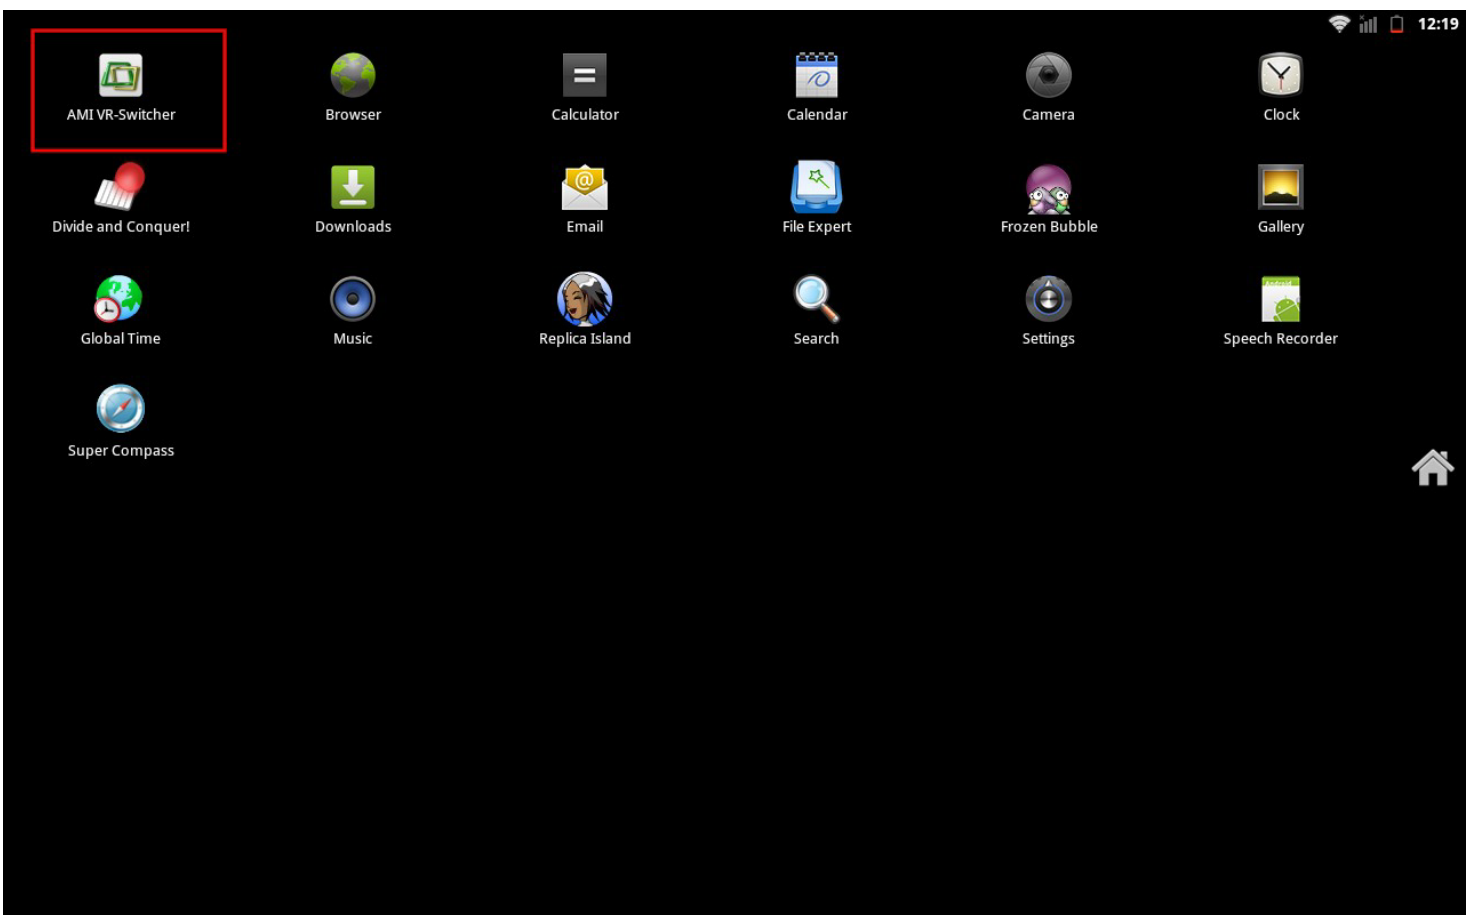 12:19
AMI VR-Switcher
Browser
Calculator
Calendar
Camera
Clock
Divide and Conquer!
Downloads
Email
File Expert
Frozen Bubble
Gallery
Global Time
Music
Replica Island
Search
Settings
Android
Speech Recorder
Super Compass